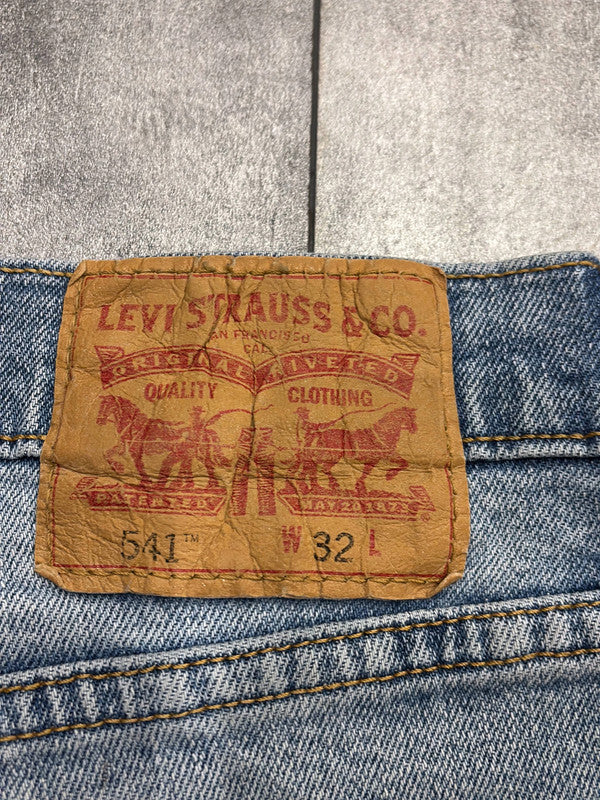 LEVI STRAUSS & CO.
SAN FRANCISCO
CAL.
ORIGINAL RIVETED
QUALITY CLOTHING
PATENTED MAY 20 1873
541™ W 32 L